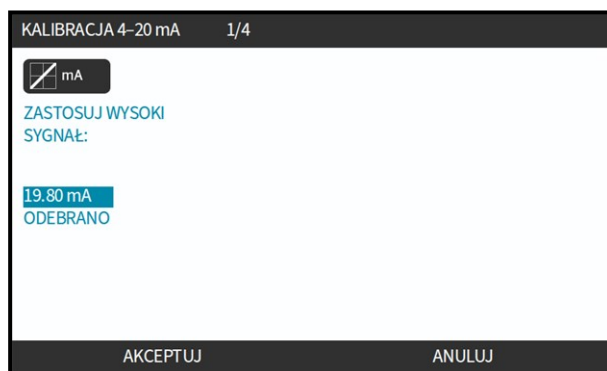 KALIBRACJA 4–20 mA 1/4
mA
ZASTOSUJ WYSOKI
SYGNAŁ:
19.80 mA
ODEBRANO
AKCEPTUJ ANULUJ